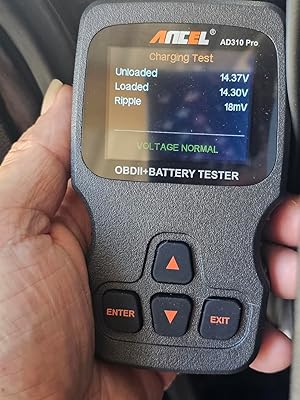 ANCEL AD310 Pro
Charging Test
Unloaded 14.37V
Loaded 14.30V
Ripple 18mV
VOLTAGE NORMAL
OBDII+BATTERY TESTER
ENTER EXIT